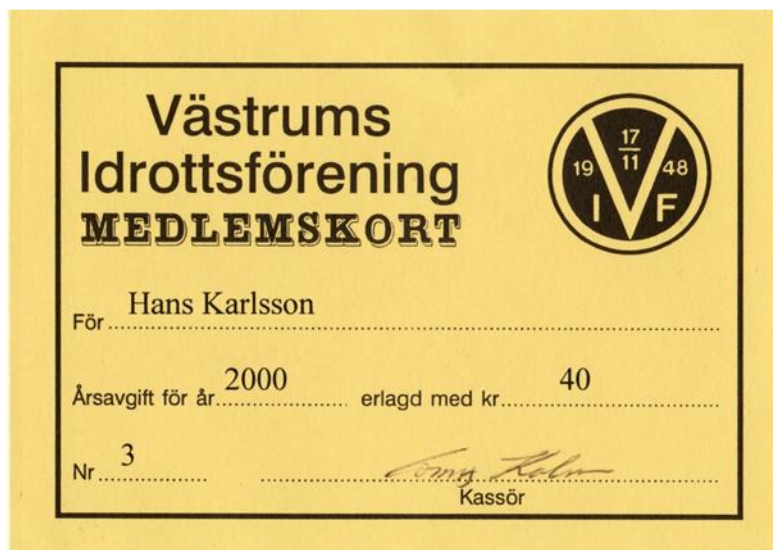 Västrums
Idrottsförening
MEDLEMSKORT
17
11
19 48
I V F
För Hans Karlsson
Årsavgift för år 2000 erlagd med kr 40
Nr 3
Kassör